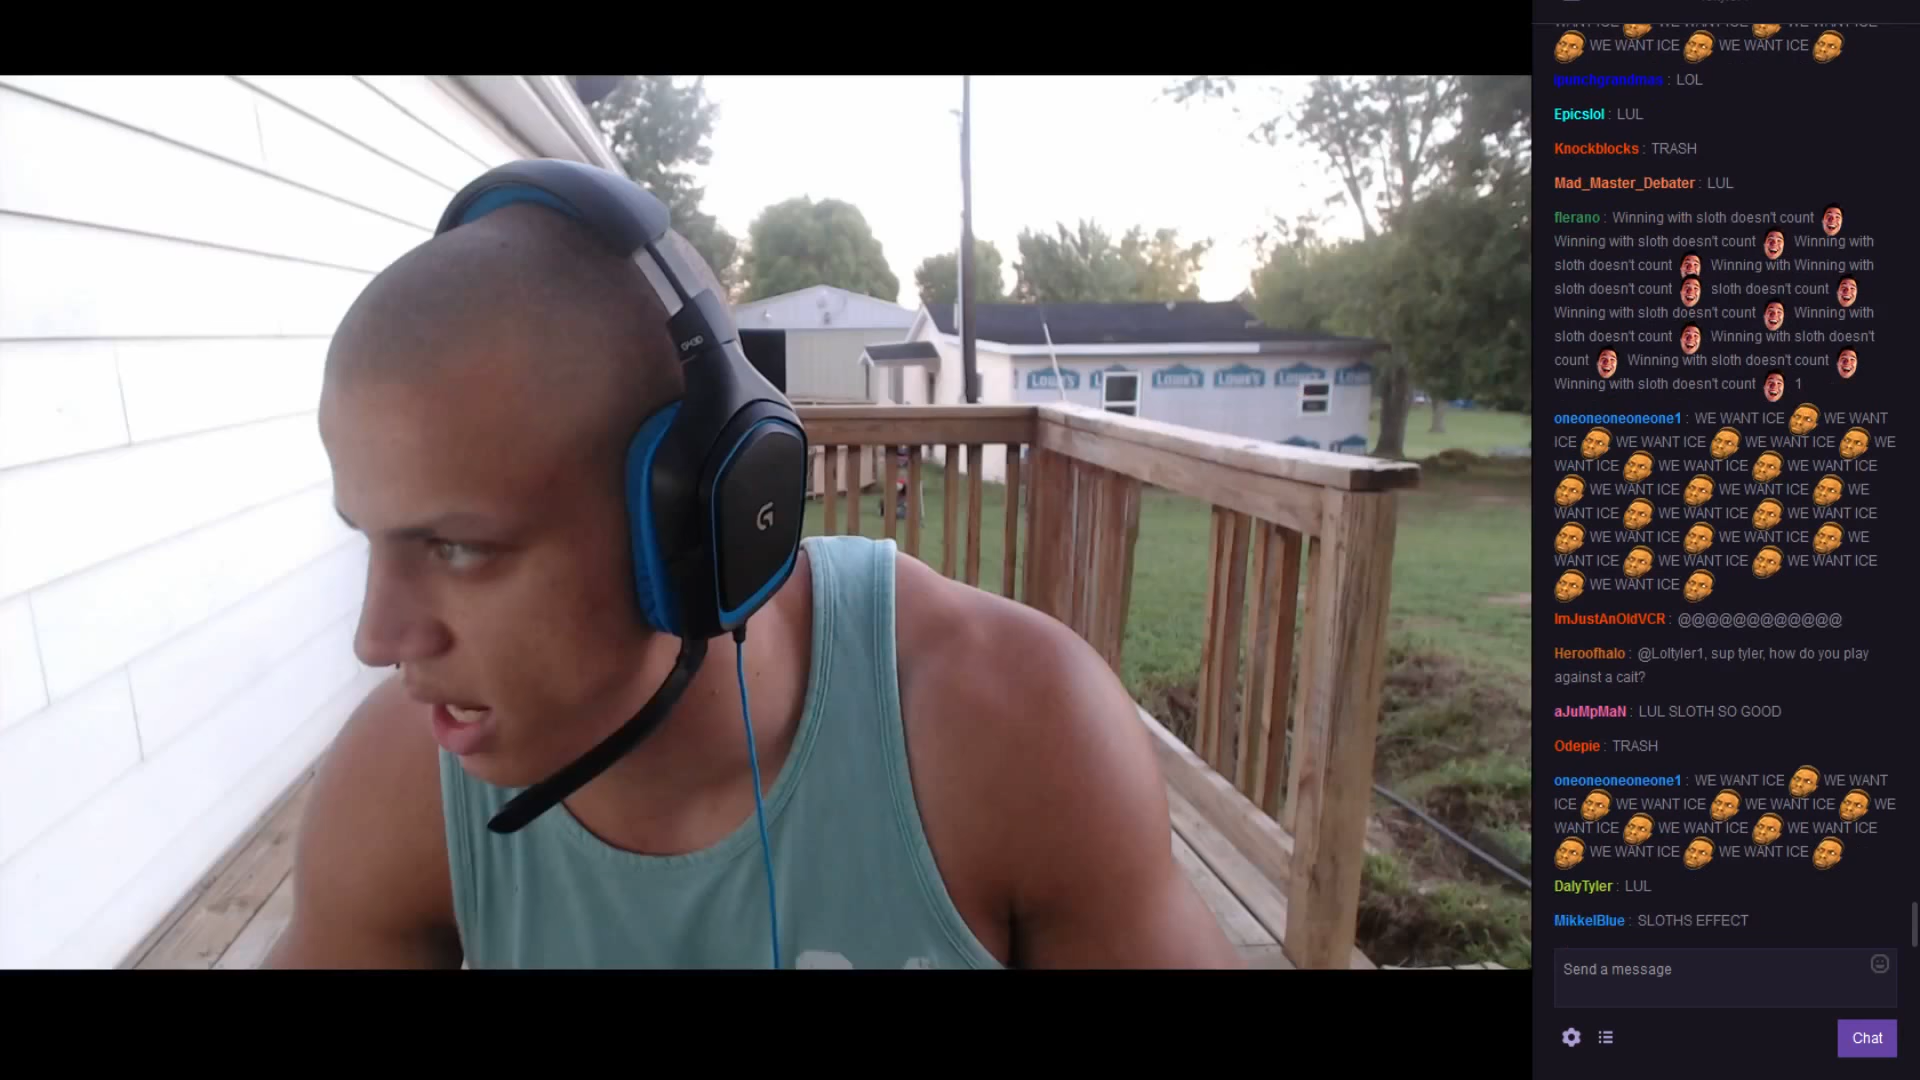 G430
G
LOWE'S LOWE'S LOWE'S LOWE'S LOWE'S
WE WANT ICE WE WANT ICE
ipunchgrandmas : LOL
Epicslol : LUL
Knockblocks : TRASH
Mad_Master_Debater : LUL
flerano : Winning with sloth doesn't count
Winning with sloth doesn't count Winning with
sloth doesn't count Winning with Winning with
sloth doesn't count sloth doesn't count
Winning with sloth doesn't count Winning with
sloth doesn't count Winning with sloth doesn't
count Winning with sloth doesn't count
Winning with sloth doesn't count 1
oneoneoneoneone1 : WE WANT ICE WE WANT
ICE WE WANT ICE WE WANT ICE WE
WANT ICE WE WANT ICE WE WANT ICE
WE WANT ICE WE WANT ICE WE
WANT ICE WE WANT ICE WE WANT ICE
WE WANT ICE WE WANT ICE WE
WANT ICE WE WANT ICE WE WANT ICE
WE WANT ICE
ImJustAnOldVCR : @@@@@@@@@@@@
Heroofhalo : @Loltyler1, sup tyler, how do you play
against a cait?
aJuMpMaN : LUL SLOTH SO GOOD
Odepie : TRASH
oneoneoneoneone1 : WE WANT ICE WE WANT
ICE WE WANT ICE WE WANT ICE WE
WANT ICE WE WANT ICE WE WANT ICE
WE WANT ICE WE WANT ICE
DalyTyler : LUL
MikkelBlue : SLOTHS EFFECT
Send a message
Chat